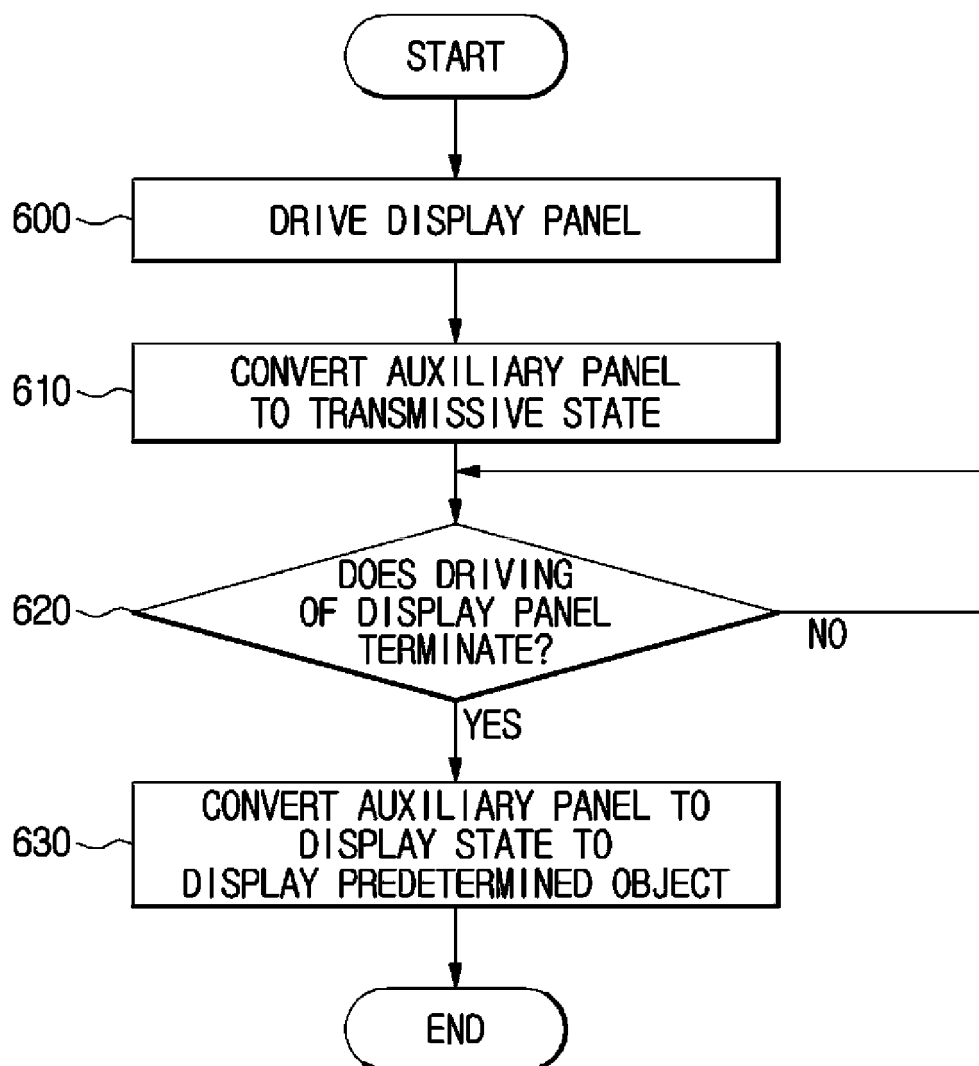 START
600
DRIVE DISPLAY PANEL
610
CONVERT AUXILIARY PANEL
TO TRANSMISSIVE STATE
620
DOES DRIVING
OF DISPLAY PANEL
TERMINATE?
NO
YES
630
CONVERT AUXILIARY PANEL TO
DISPLAY STATE TO
DISPLAY PREDETERMINED OBJECT
END